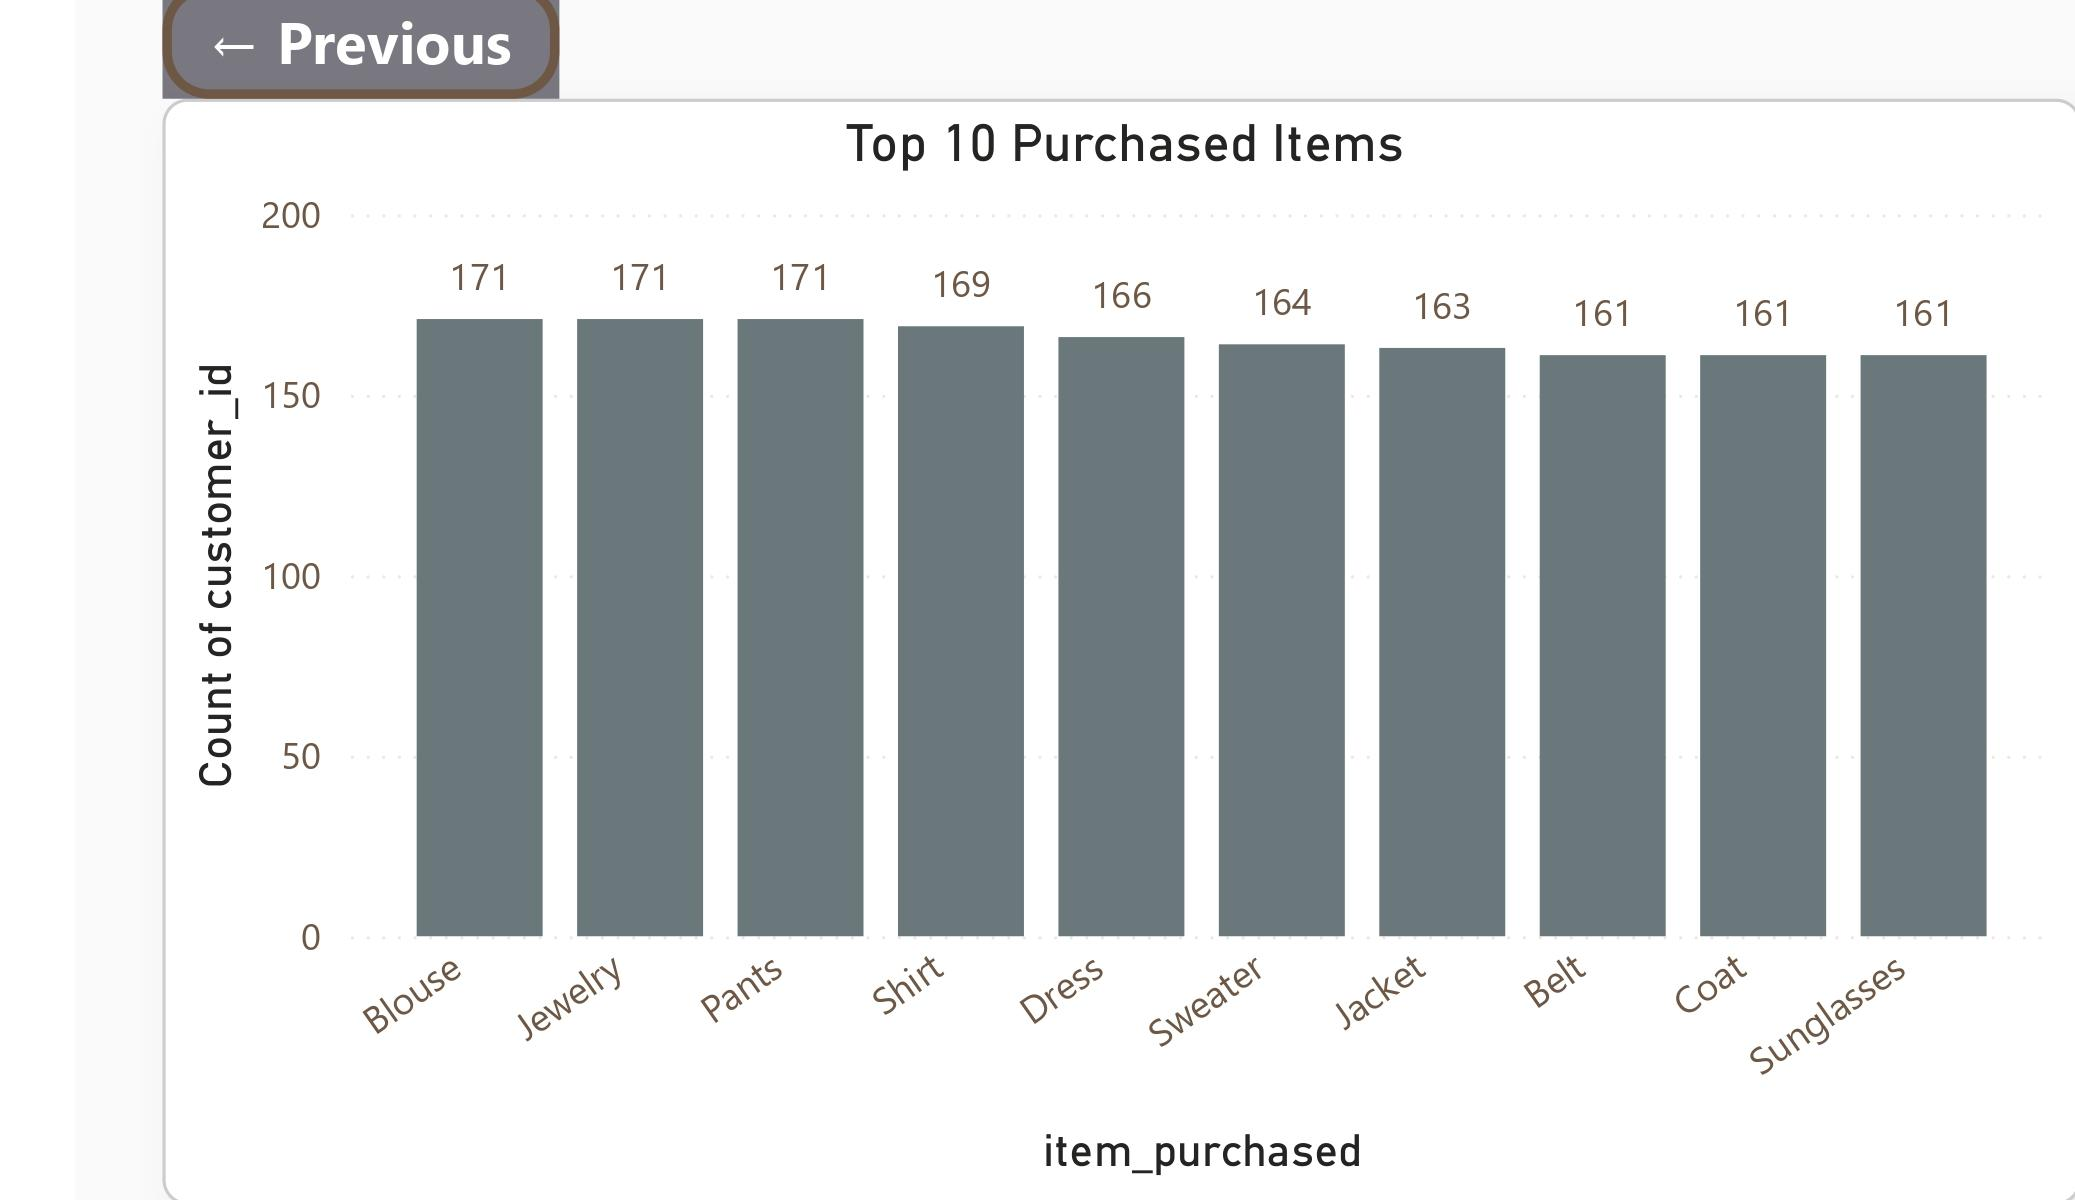 ← Previous
Top 10 Purchased Items
200
150
100
50
0
Count of customer_id
171 171 171 169 166 164 163 161 161 161
Blouse Jewelry Pants Shirt Dress Sweater Jacket Belt Coat Sunglasses
item_purchased